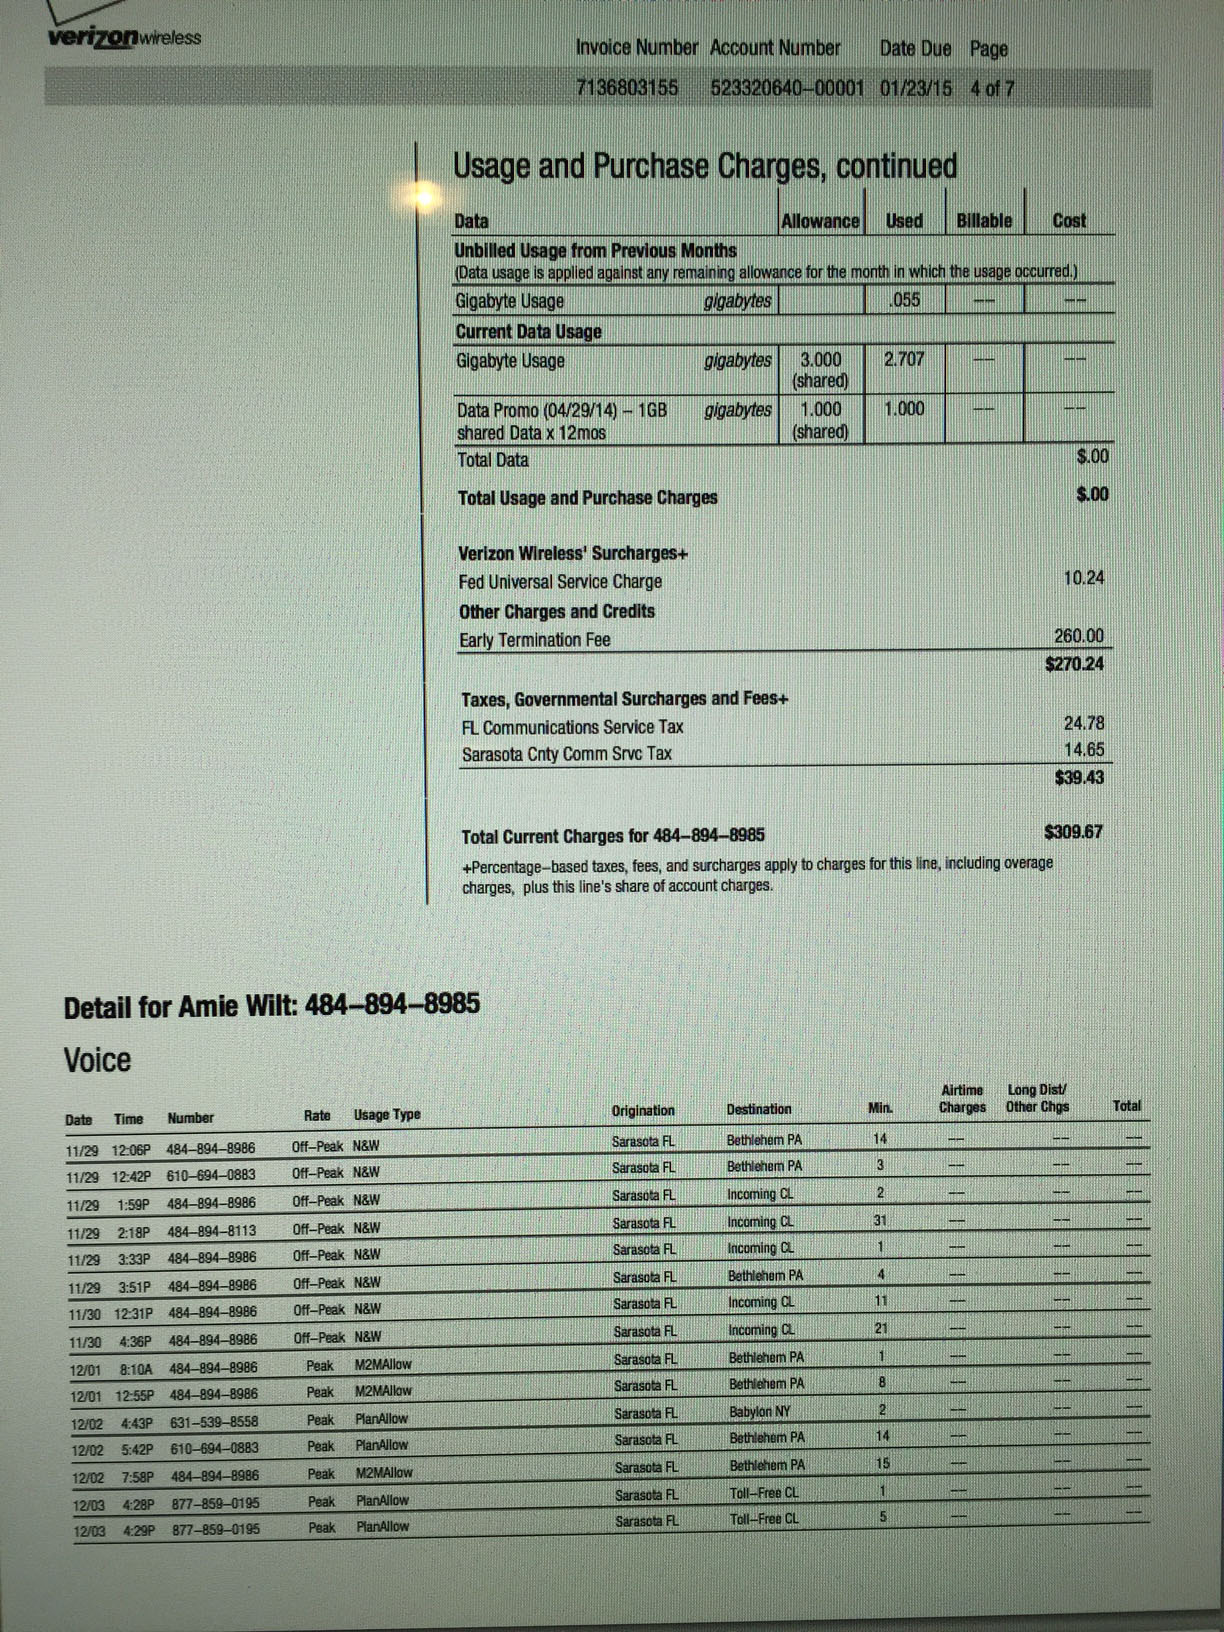 verizonwireless
Invoice Number Account Number Date Due Page
7136803155 523320640–00001 01/23/15 4 of 7
Usage and Purchase Charges, continued
Data Allowance Used Billable Cost
Unbilled Usage from Previous Months
(Data usage is applied against any remaining allowance for the month in which the usage occurred.)
Gigabyte Usage gigabytes .055 –– ––
Current Data Usage
Gigabyte Usage gigabytes 3.000 2.707 –– ––
(shared)
Data Promo (04/29/14) – 1GB gigabytes 1.000 1.000 –– ––
shared Data x 12mos (shared)
Total Data $.00
Total Usage and Purchase Charges $.00
Verizon Wireless' Surcharges+
Fed Universal Service Charge 10.24
Other Charges and Credits
Early Termination Fee 260.00
$270.24
Taxes, Governmental Surcharges and Fees+
FL Communications Service Tax 24.78
Sarasota Cnty Comm Srvc Tax 14.65
$39.43
Total Current Charges for 484–894–8985 $309.67
+Percentage–based taxes, fees, and surcharges apply to charges for this line, including overage
charges, plus this line's share of account charges.
Detail for Amie Wilt: 484–894–8985
Voice
Airtime Long Dist/
Date Time Number Rate Usage Type Origination Destination Min. Charges Other Chgs Total
11/29 12:06P 484–894–8986 Off–Peak N&W Sarasota FL Bethlehem PA 14 –– –– ––
11/29 12:42P 610–694–0883 Off–Peak N&W Sarasota FL Bethlehem PA 3 –– –– ––
11/29 1:59P 484–894–8986 Off–Peak N&W Sarasota FL Incoming CL 2 –– –– ––
11/29 2:18P 484–894–8113 Off–Peak N&W Sarasota FL Incoming CL 31 –– –– ––
11/29 3:33P 484–894–8986 Off–Peak N&W Sarasota FL Incoming CL 1 –– –– ––
11/29 3:51P 484–894–8986 Off–Peak N&W Sarasota FL Bethlehem PA 4 –– –– ––
11/30 12:31P 484–894–8986 Off–Peak N&W Sarasota FL Incoming CL 11 –– –– ––
11/30 4:36P 484–894–8986 Off–Peak N&W Sarasota FL Incoming CL 21 –– –– ––
12/01 8:10A 484–894–8986 Peak M2MAllow Sarasota FL Bethlehem PA 1 –– –– ––
12/01 12:55P 484–894–8986 Peak M2MAllow Sarasota FL Bethlehem PA 8 –– –– ––
12/02 4:43P 631–539–8558 Peak PlanAllow Sarasota FL Babylon NY 2 –– –– ––
12/02 5:42P 610–694–0883 Peak PlanAllow Sarasota FL Bethlehem PA 14 –– –– ––
12/02 7:58P 484–894–8986 Peak M2MAllow Sarasota FL Bethlehem PA 15 –– –– ––
12/03 4:28P 877–859–0195 Peak PlanAllow Sarasota FL Toll–Free CL 1 –– –– ––
12/03 4:29P 877–859–0195 Peak PlanAllow Sarasota FL Toll–Free CL 5 –– –– ––